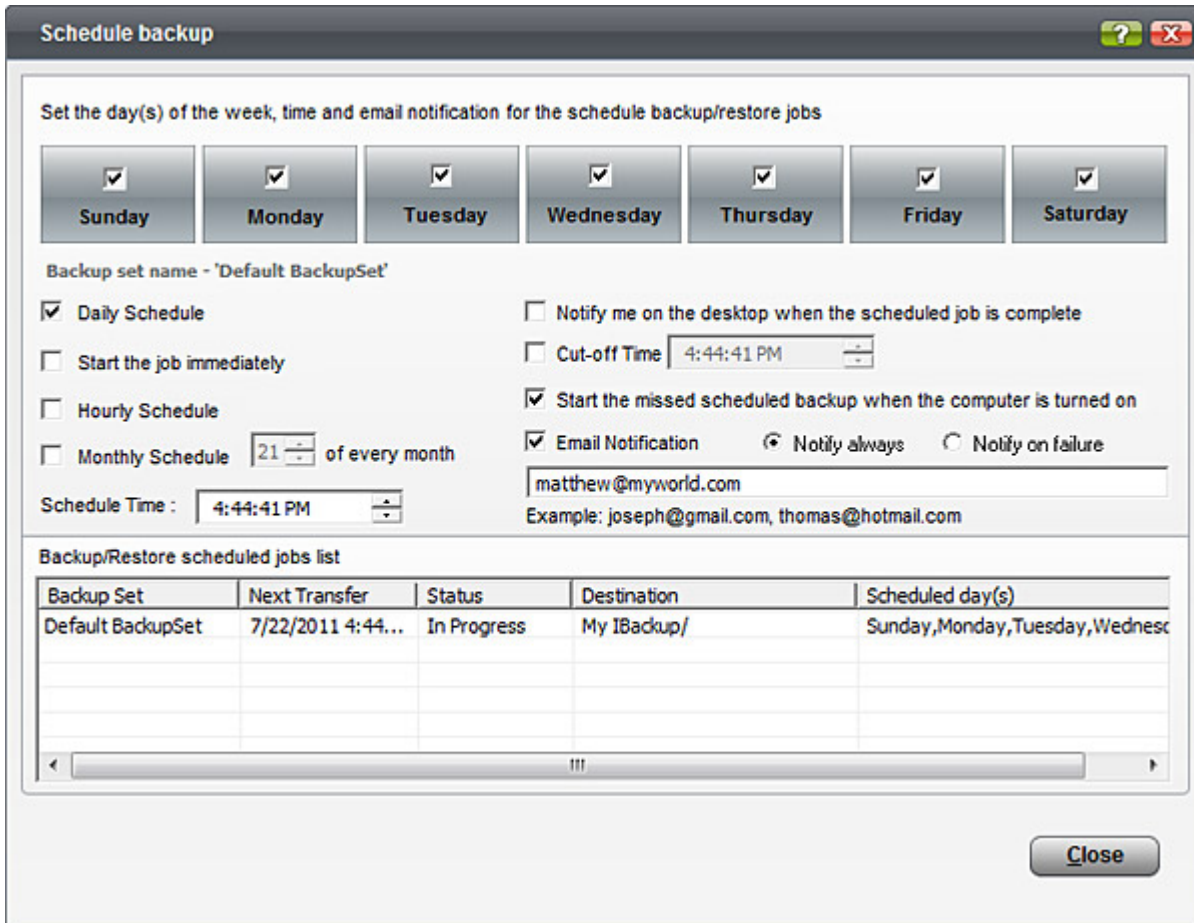 Schedule backup
Set the day(s) of the week, time and email notification for the schedule backup/restore jobs
Sunday Monday Tuesday Wednesday Thursday Friday Saturday
Backup set name - 'Default BackupSet'
Daily Schedule
Start the job immediately
Hourly Schedule
Monthly Schedule 21 of every month
Schedule Time : 4:44:41 PM
Notify me on the desktop when the scheduled job is complete
Cut-off Time 4:44:41 PM
Start the missed scheduled backup when the computer is turned on
Email Notification Notify always Notify on failure
matthew@myworld.com
Example: joseph@gmail.com, thomas@hotmail.com
Backup/Restore scheduled jobs list
Backup Set Next Transfer Status Destination Scheduled day(s)
Default BackupSet 7/22/2011 4:44... In Progress My IBackup/ Sunday,Monday,Tuesday,Wednesd
Close